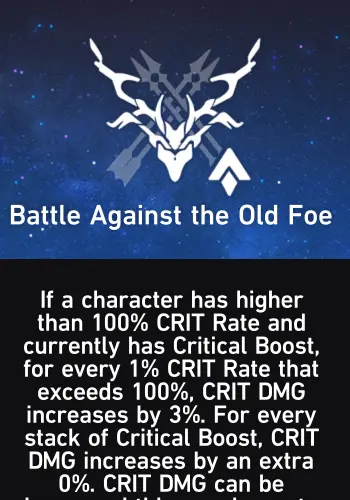 Battle Against the Old Foe
If a character has higher
than 100% CRIT Rate and
currently has Critical Boost,
for every 1% CRIT Rate that
exceeds 100%, CRIT DMG
increases by 3%. For every
stack of Critical Boost, CRIT
DMG increases by an extra
0%. CRIT DMG can be